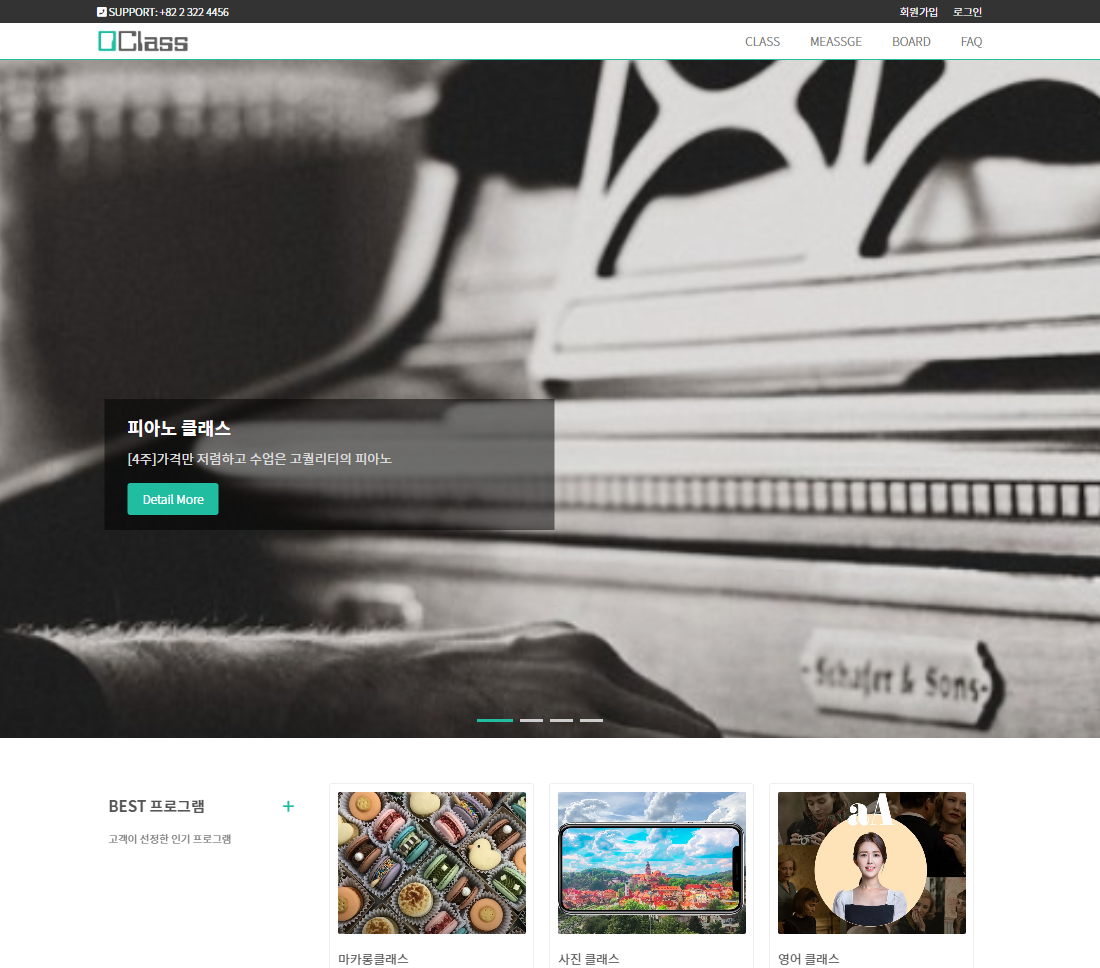 SUPPORT: +82 2 322 4456
회원가입 로그인
OClass
CLASS MEASSGE BOARD FAQ
피아노 클래스
[4주]가격만 저렴하고 수업은 고퀄리티의 피아노
Detail More
-Schafer & Sons-
BEST 프로그램 +
고객이 선정한 인기 프로그램
aA
마카롱클래스
사진 클래스
영어 클래스